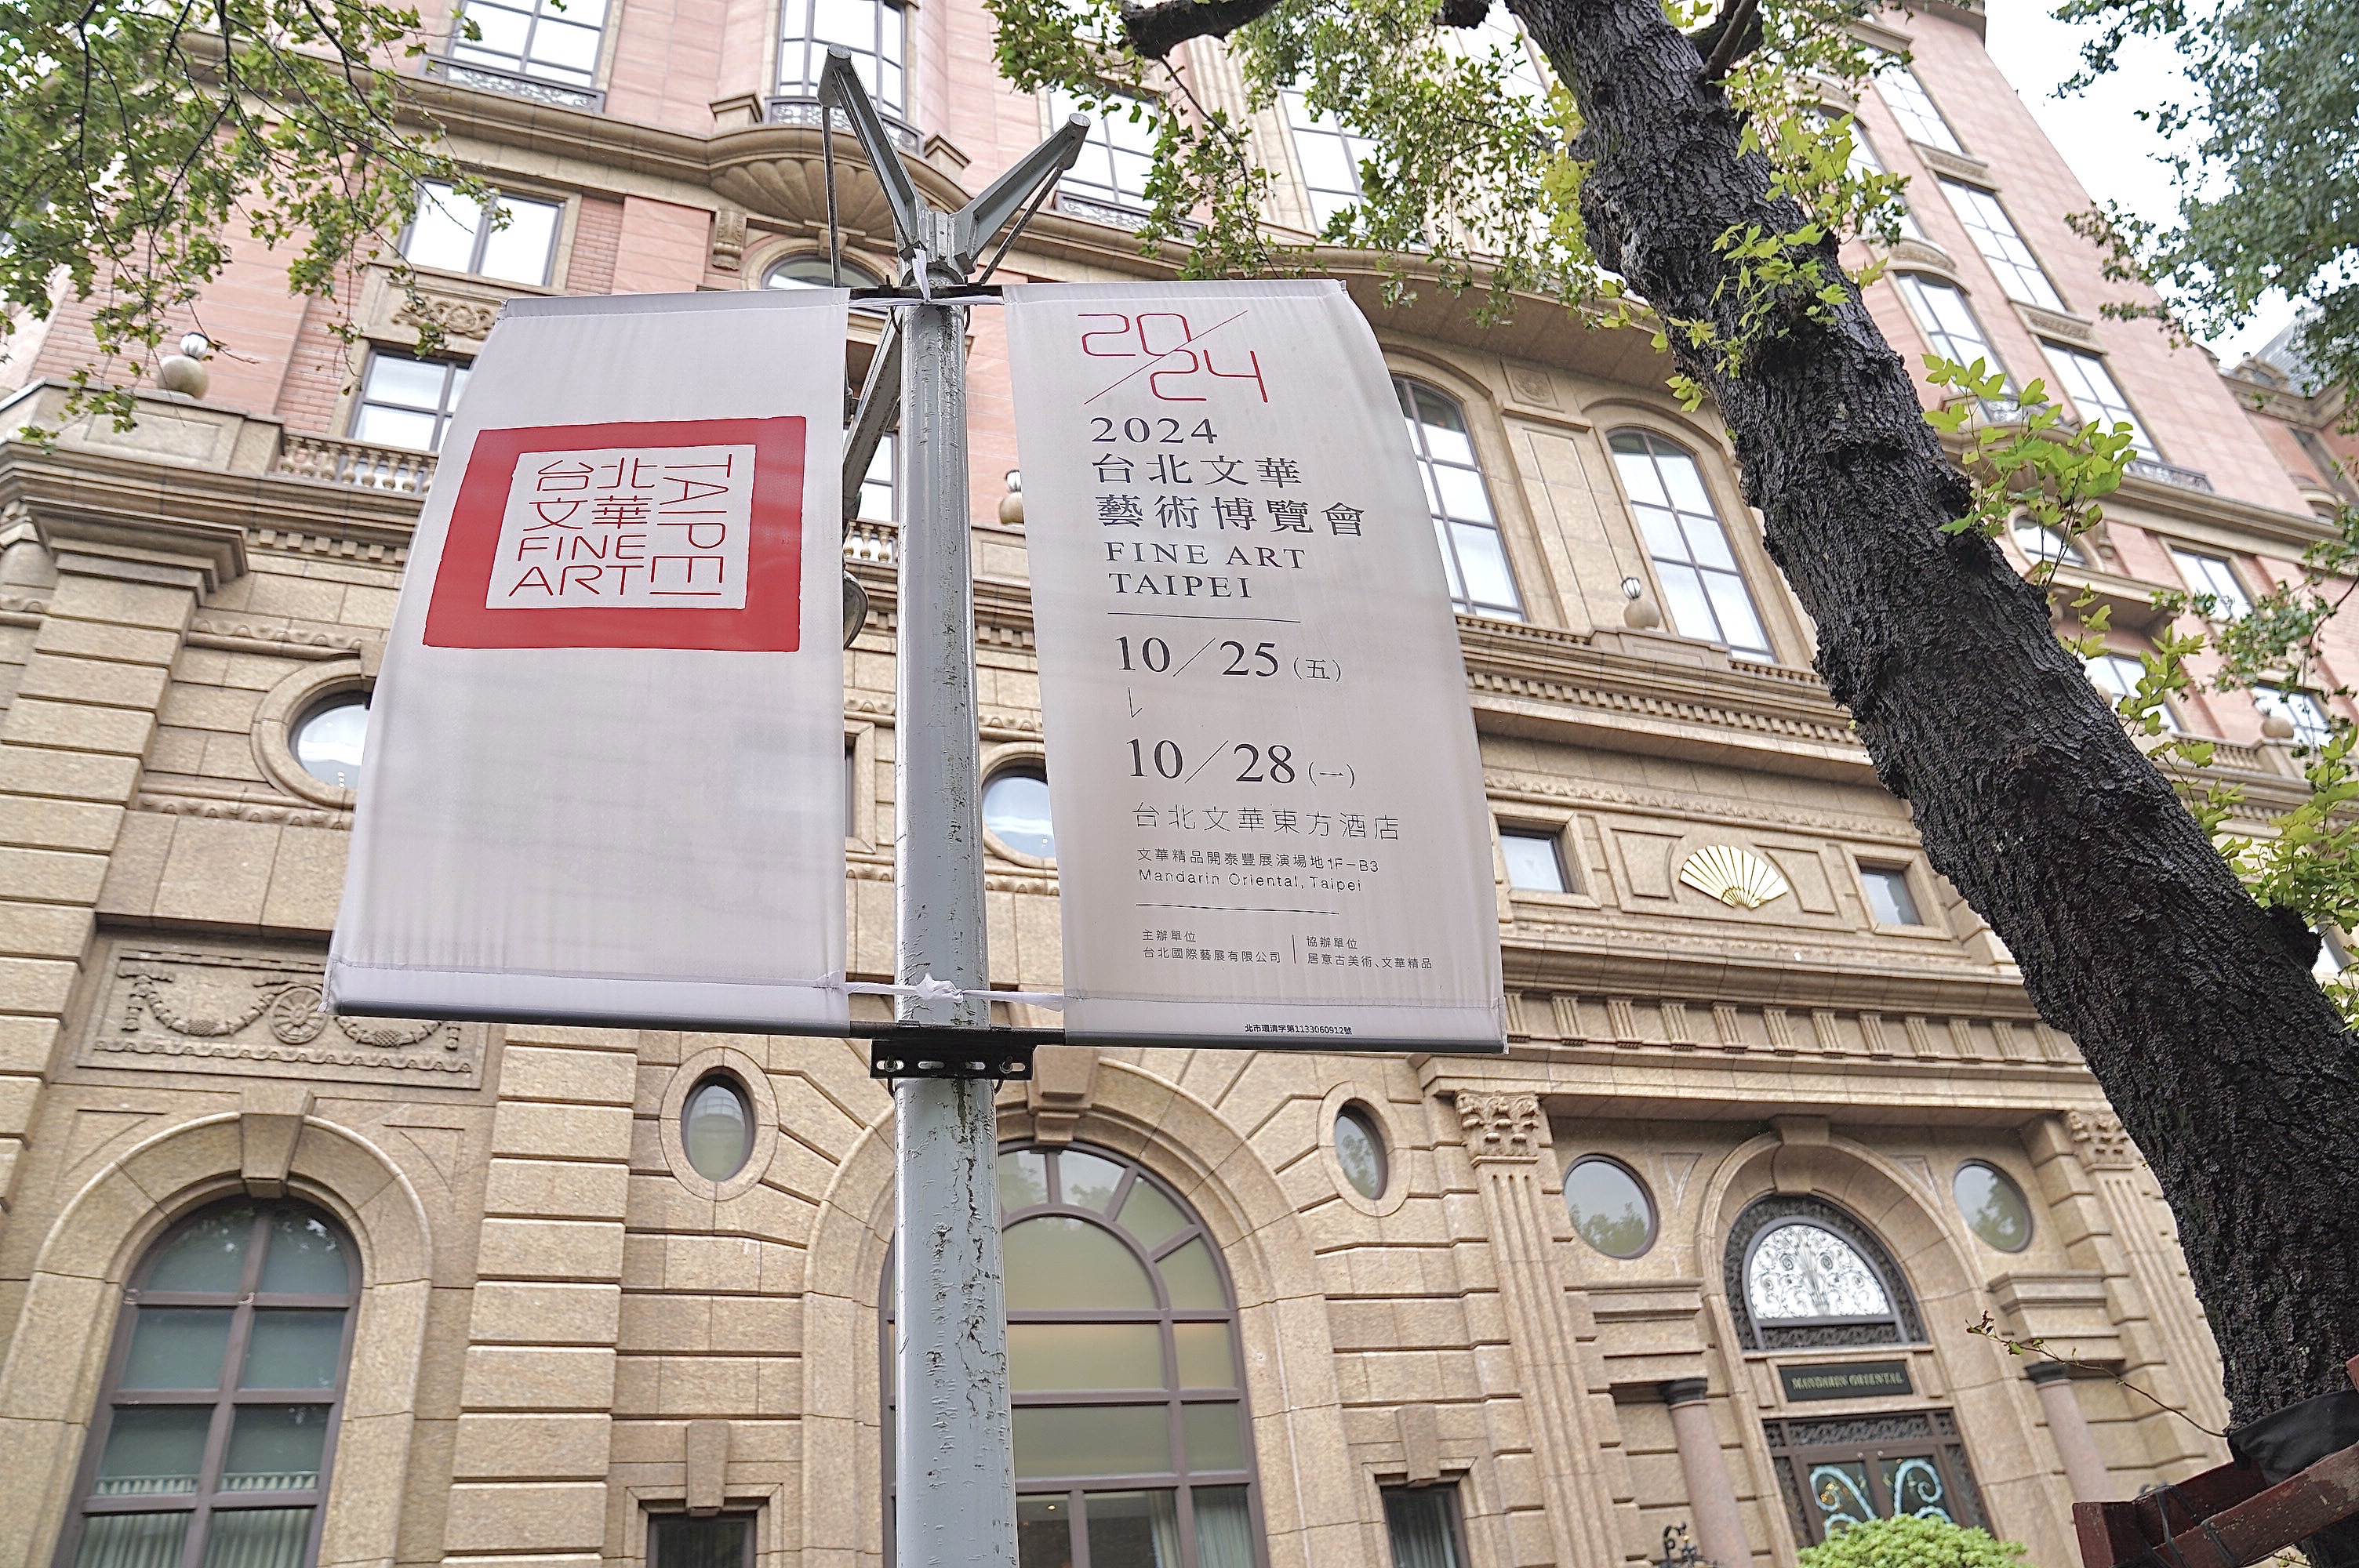 台北
文華
FINE
ART
TAIPEI
20/24
2024
台北文華
藝術博覽會
FINE ART
TAIPEI
10/25(五)
10/28(一)
台北文華東方酒店
文華精品開泰豐展演場地1F-B3
Mandarin Oriental, Taipei
主辦單位
台北國際藝展有限公司
協辦單位
居意古美術、文華精品
北市環清字第1133060912號
MANDARIN ORIENTAL